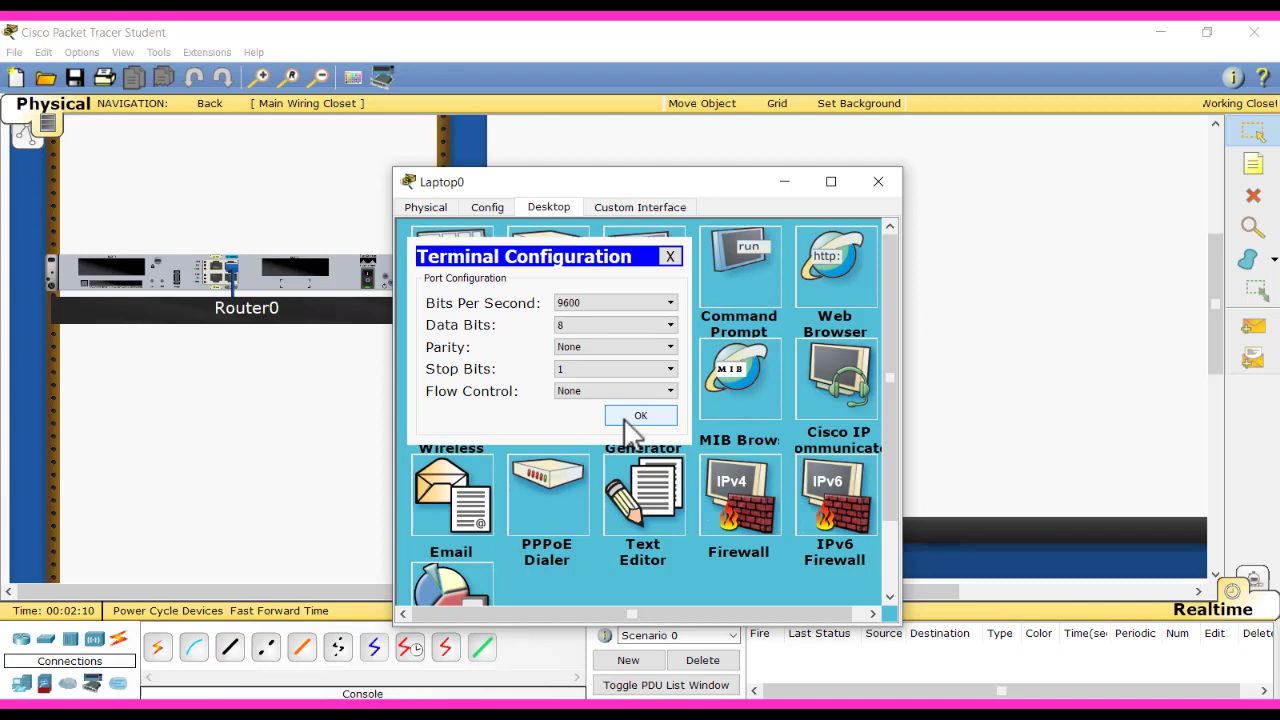 Cisco Packet Tracer Student
File Edit Options View Tools Extensions Help
Physical NAVIGATION: Back [ Main Wiring Closet ] Move Object Grid Set Background Working Closet
Router0
Laptop0
Physical Config Desktop Custom Interface
Terminal Configuration X
Port Configuration
Bits Per Second: 9600
Data Bits: 8
Parity: None
Stop Bits: 1
Flow Control: None
OK
run
Command Prompt
http:
Web Browser
MIB
MIB Brow
Cisco IP
ommunicat
Wireless
Generator
Email
PPPoE Dialer
Text Editor
IPv4
Firewall
IPv6
IPv6 Firewall
Time: 00:02:10 Power Cycle Devices Fast Forward Time
Realtime
Connections
Console
Scenario 0
New Delete
Toggle PDU List Window
Fire Last Status Source Destination Type Color Time(sec Periodic Num Edit Delete